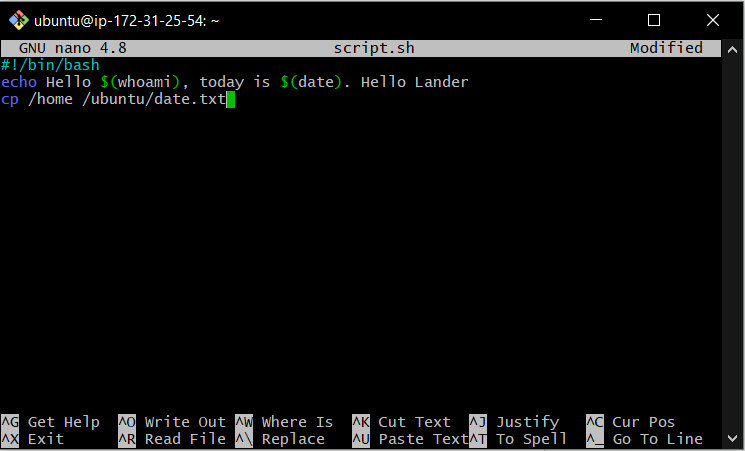 ubuntu@ip-172-31-25-54: ~
GNU nano 4.8 script.sh Modified
#!/bin/bash
echo Hello $(whoami), today is $(date). Hello Lander
cp /home /ubuntu/date.txt
^G Get Help ^O Write Out ^W Where Is ^K Cut Text ^J Justify ^C Cur Pos
^X Exit ^R Read File ^\ Replace ^U Paste Text ^T To Spell ^_ Go To Line